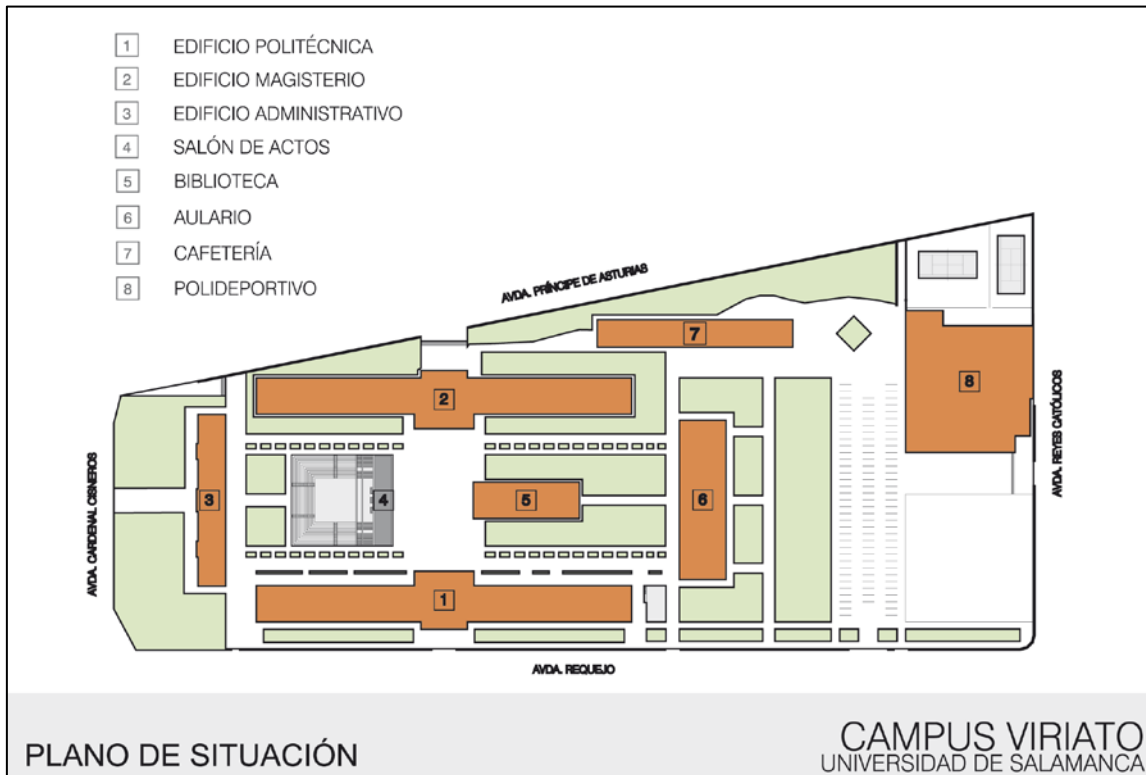 1 EDIFICIO POLITÉCNICA
2 EDIFICIO MAGISTERIO
3 EDIFICIO ADMINISTRATIVO
4 SALÓN DE ACTOS
5 BIBLIOTECA
6 AULARIO
7 CAFETERÍA
8 POLIDEPORTIVO
AVDA. PRÍNCIPE DE ASTURIAS
7
8
2
AVDA. REYES CATÓLICOS
AVDA. CARDENAL CISNEROS
3
4
5
6
1
AVDA. REQUEJO
PLANO DE SITUACIÓN
CAMPUS VIRIATO
UNIVERSIDAD DE SALAMANCA